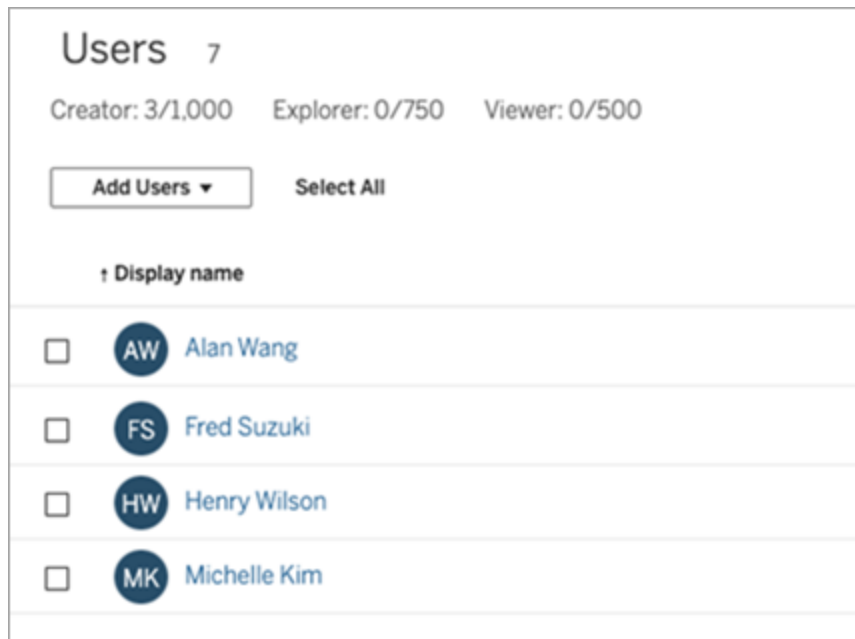 Users 7
Creator: 3/1,000 Explorer: 0/750 Viewer: 0/500
Add Users ▼ Select All
↑ Display name
AW Alan Wang
FS Fred Suzuki
HW Henry Wilson
MK Michelle Kim